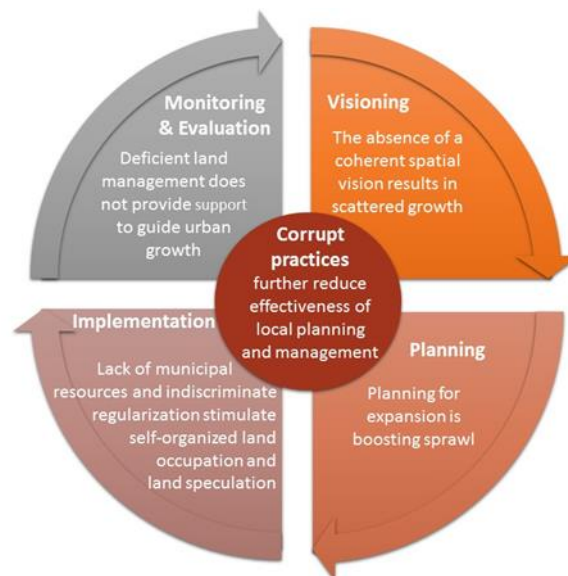 Monitoring
& Evaluation
Deficient land
management does
not provide support
to guide urban
growth
Visioning
The absence of a
coherent spatial
vision results in
scattered growth
Corrupt
practices
further reduce
effectiveness of
local planning
and management
Implementation
Lack of municipal
resources and indiscriminate
regularization stimulate
self-organized land
occupation and
land speculation
Planning
Planning for
expansion is
boosting sprawl